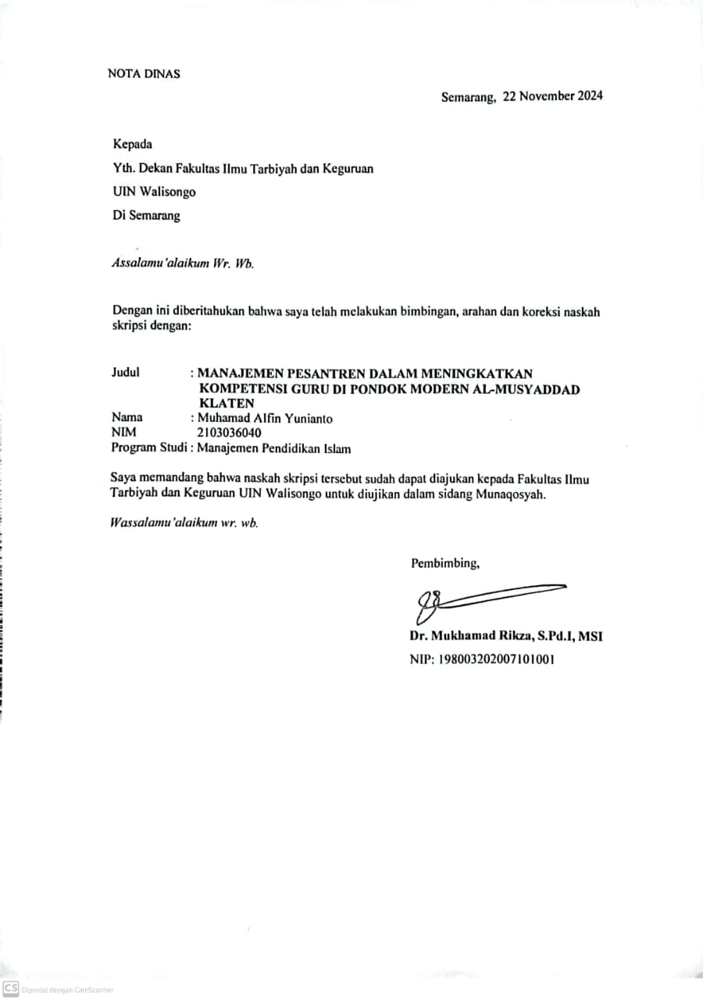 NOTA DINAS
Semarang, 22 November 2024
Kepada
Yth. Dekan Fakultas Ilmu Tarbiyah dan Keguruan
UIN Walisongo
Di Semarang
Assalamu'alaikum Wr. Wb.
Dengan ini diberitahukan bahwa saya telah melakukan bimbingan, arahan dan koreksi naskah
skripsi dengan:
Judul : MANAJEMEN PESANTREN DALAM MENINGKATKAN
KOMPETENSI GURU DI PONDOK MODERN AL-MUSYADDAD
KLATEN
Nama : Muhamad Alfin Yunianto
NIM 2103036040
Program Studi : Manajemen Pendidikan Islam
Saya memandang bahwa naskah skripsi tersebut sudah dapat diajukan kepada Fakultas Ilmu
Tarbiyah dan Keguruan UIN Walisongo untuk diujikan dalam sidang Munaqosyah.
Wassalamu'alaikum wr. wb.
Pembimbing,
Dr. Mukhamad Rikza, S.Pd.I, MSI
NIP: 198003202007101001
CS Dipindai dengan CamScanner